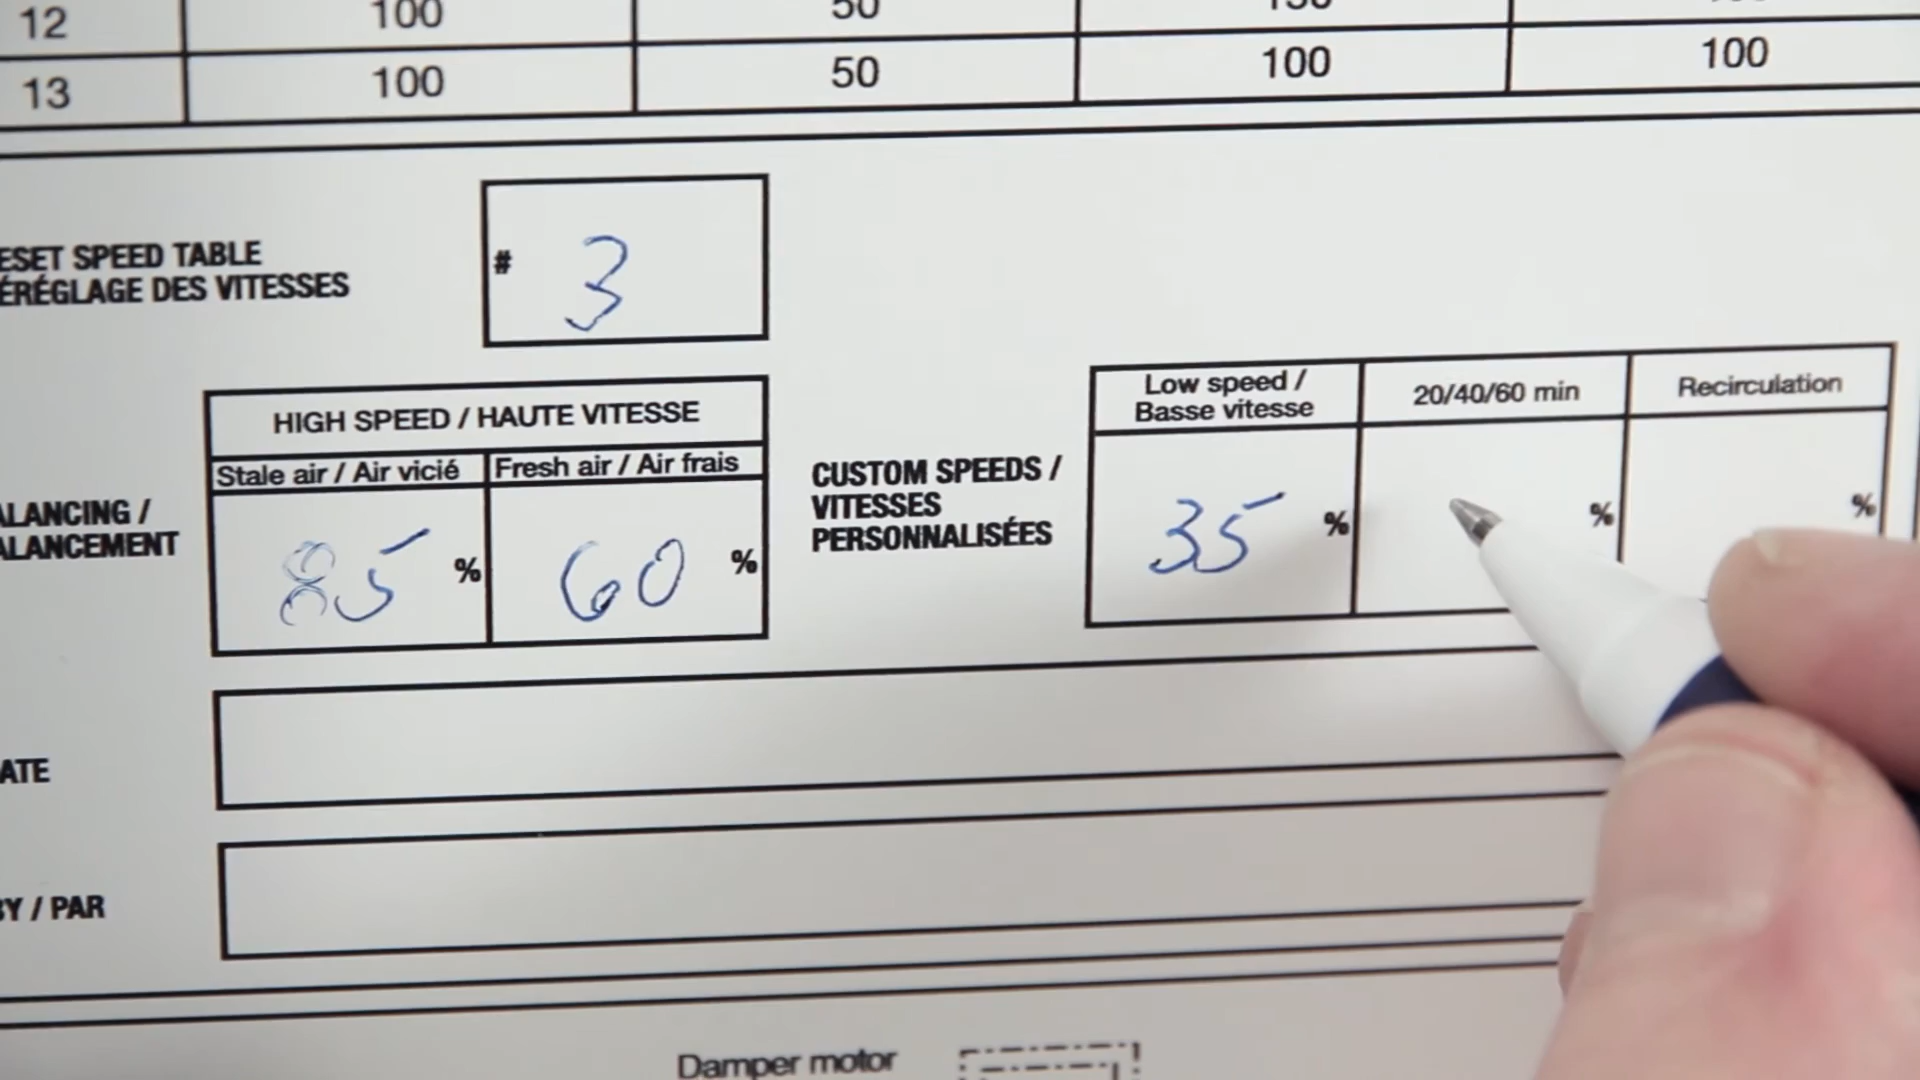 12 100 50
13 100 50 100 100
ESET SPEED TABLE
ÉRÉGLAGE DES VITESSES
# 3
HIGH SPEED / HAUTE VITESSE
Stale air / Air vicié Fresh air / Air frais
ALANCING /
ALANCEMENT
85 % 60 %
CUSTOM SPEEDS /
VITESSES
PERSONNALISÉES
Low speed /
Basse vitesse
20/40/60 min
Recirculation
35 % % %
ATE
BY / PAR
Damper motor